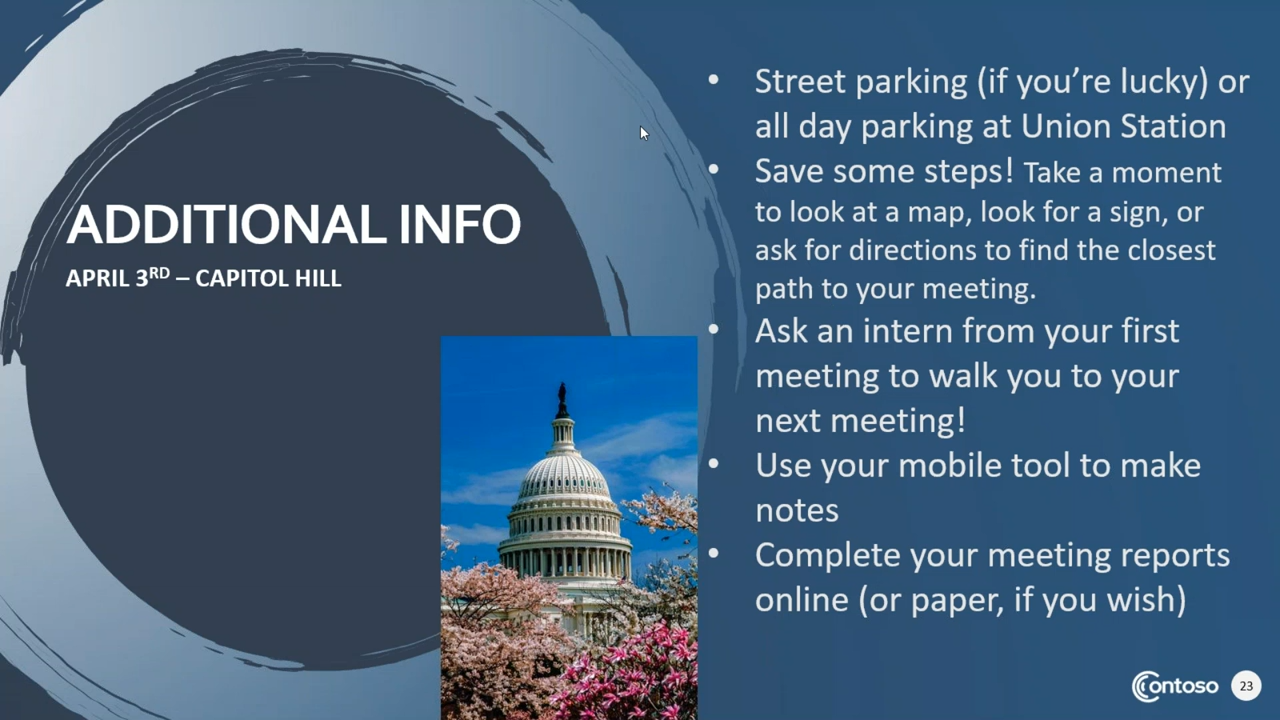 ADDITIONAL INFO
APRIL 3RD – CAPITOL HILL
• Street parking (if you’re lucky) or
all day parking at Union Station
• Save some steps! Take a moment
to look at a map, look for a sign, or
ask for directions to find the closest
path to your meeting.
• Ask an intern from your first
meeting to walk you to your
next meeting!
• Use your mobile tool to make
notes
• Complete your meeting reports
online (or paper, if you wish)
Contoso
23